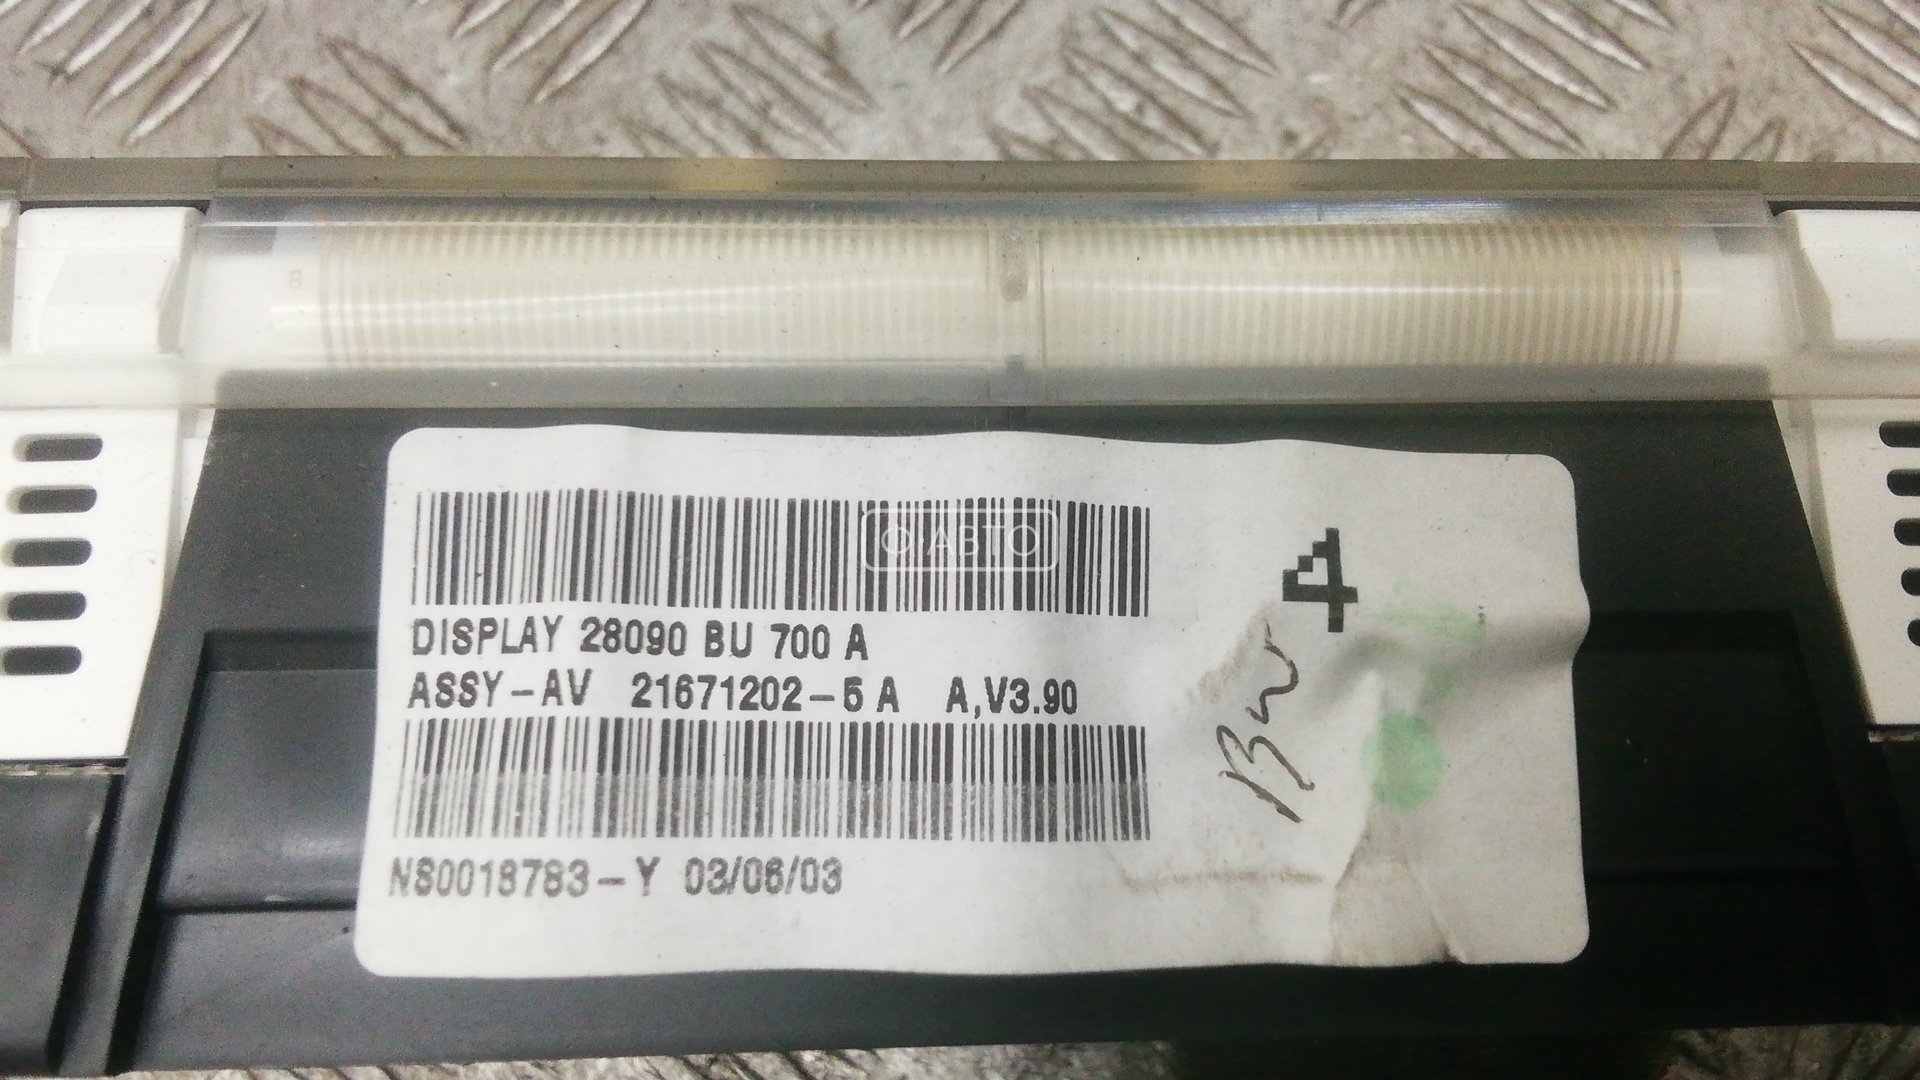 Ф·АВТО
DISPLAY 28090 BU 700 A
ASSY-AV 21671202-5 A A,V3.90
N80018783-Y 03/06/03
4